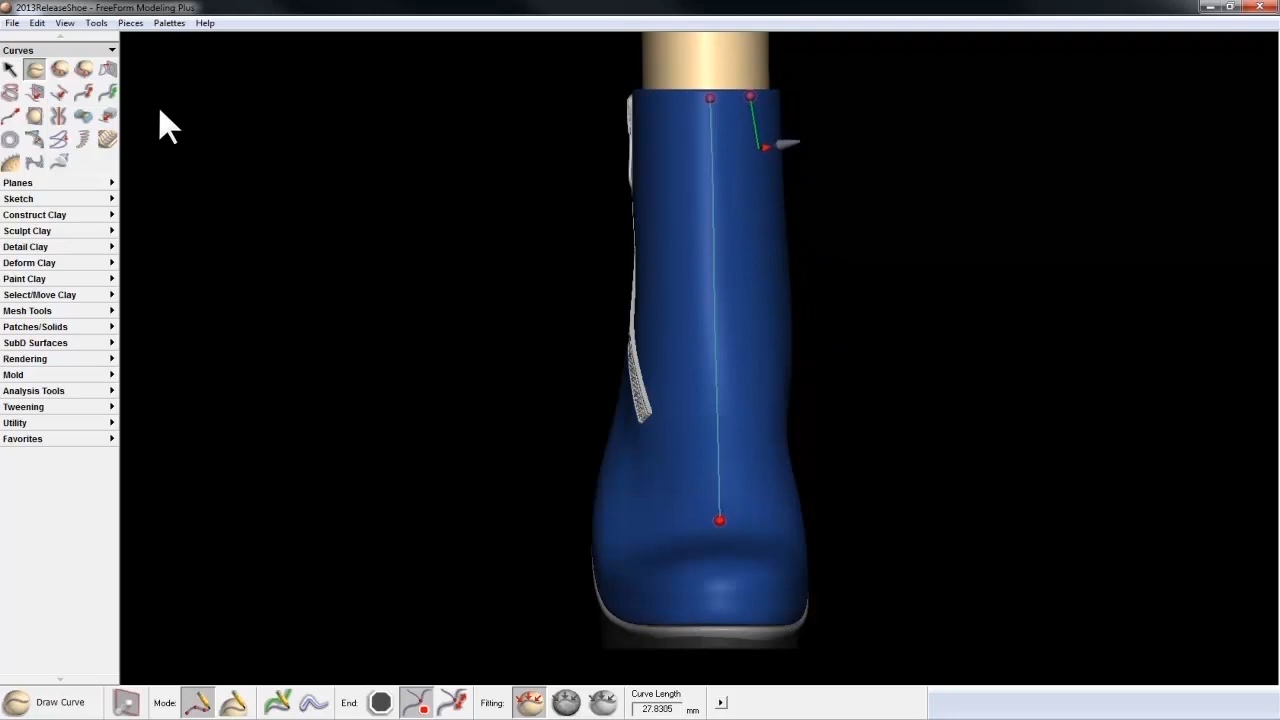 2013ReleaseShoe - FreeForm Modeling Plus
File Edit View Tools Pieces Palettes Help
Curves
Planes
Sketch
Construct Clay
Sculpt Clay
Detail Clay
Deform Clay
Paint Clay
Select/Move Clay
Mesh Tools
Patches/Solids
SubD Surfaces
Rendering
Mold
Analysis Tools
Tweening
Utility
Favorites
Draw Curve Mode: End: Fitting: Curve Length
27.8305 mm